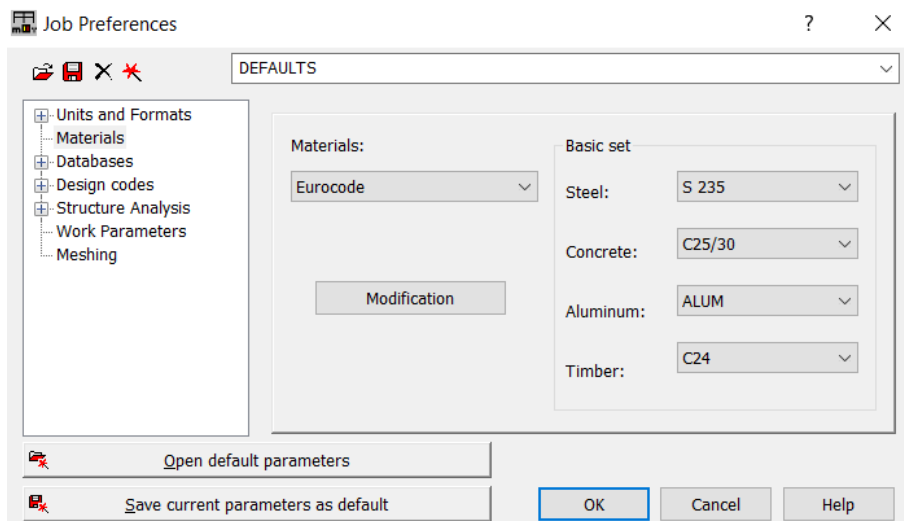 Job Preferences
DEFAULTS
Units and Formats
Materials
Databases
Design codes
Structure Analysis
Work Parameters
Meshing
Materials:
Eurocode
Modification
Basic set
Steel: S 235
Concrete: C25/30
Aluminum: ALUM
Timber: C24
Open default parameters
Save current parameters as default
OK Cancel Help